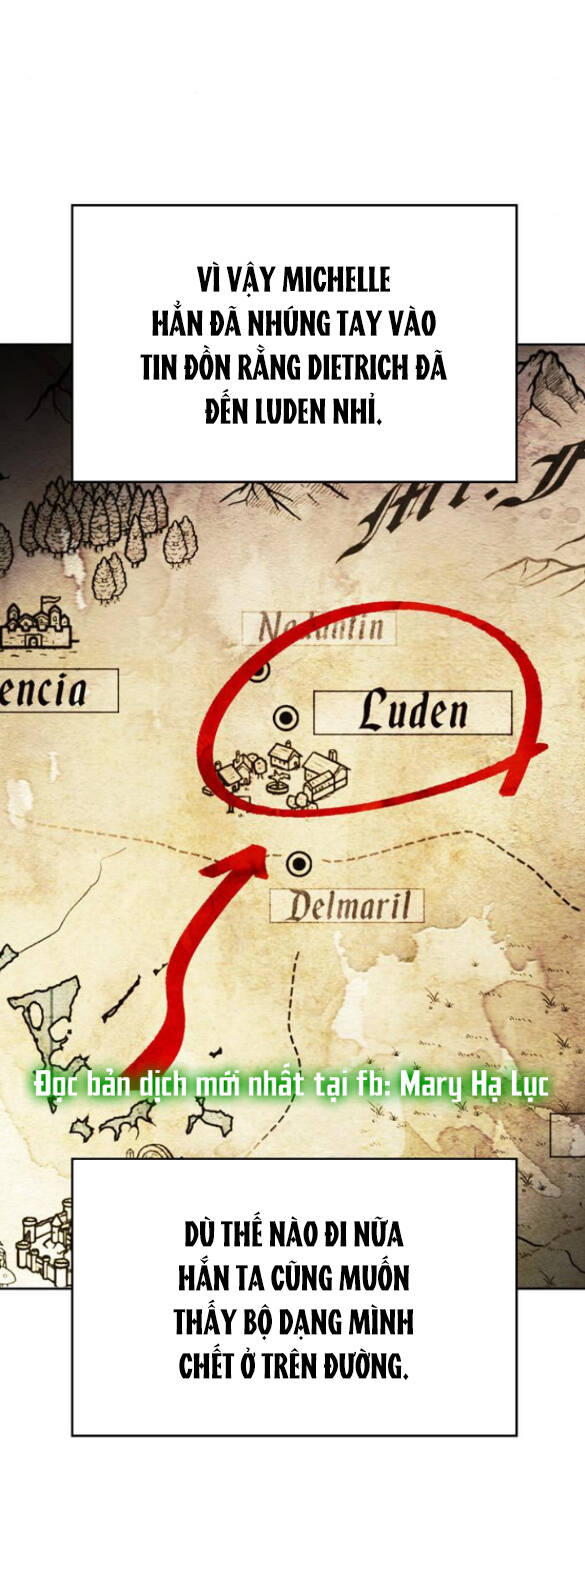 VÌ VẬY MICHELLE
HẲN ĐÃ NHÚNG TAY VÀO
TIN ĐỒN RẰNG DIETRICH ĐÃ
ĐẾN LUDEN NHỈ.
encia
Luden
Delmaril
Đọc bản dịch mới nhất tại fb: Mary Hạ Lục
DÙ THẾ NÀO ĐI NỮA
HẮN TA CŨNG MUỐN
THẤY BỘ DẠNG MÌNH
CHẾT Ở TRÊN ĐƯỜNG.